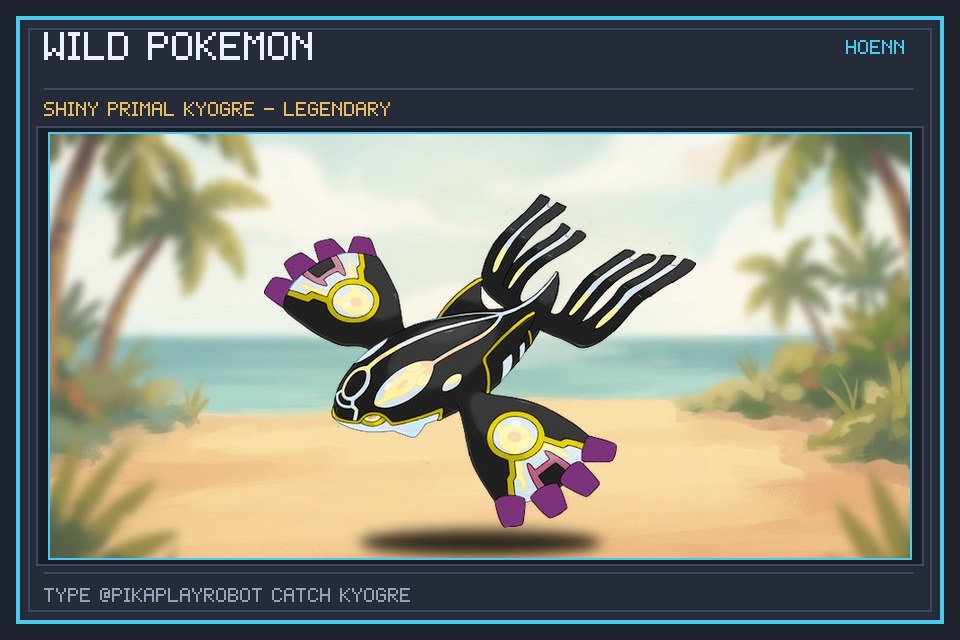 WILD POKEMON
HOENN
SHINY PRIMAL KYOGRE - LEGENDARY
TYPE @PIKAPLAYROBOT CATCH KYOGRE